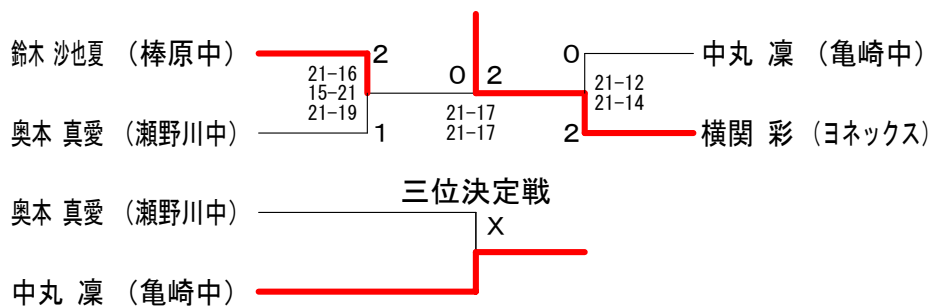 鈴木 沙也夏 (榛原中)
2
21-16
15-21
21-19
奥本 真愛 (瀬野川中)
1
0 2
21-17
21-17
0
中丸 凜 (亀崎中)
21-12
21-14
2
横関 彩 (ヨネックス)
三位決定戦
奥本 真愛 (瀬野川中)
X
中丸 凜 (亀崎中)